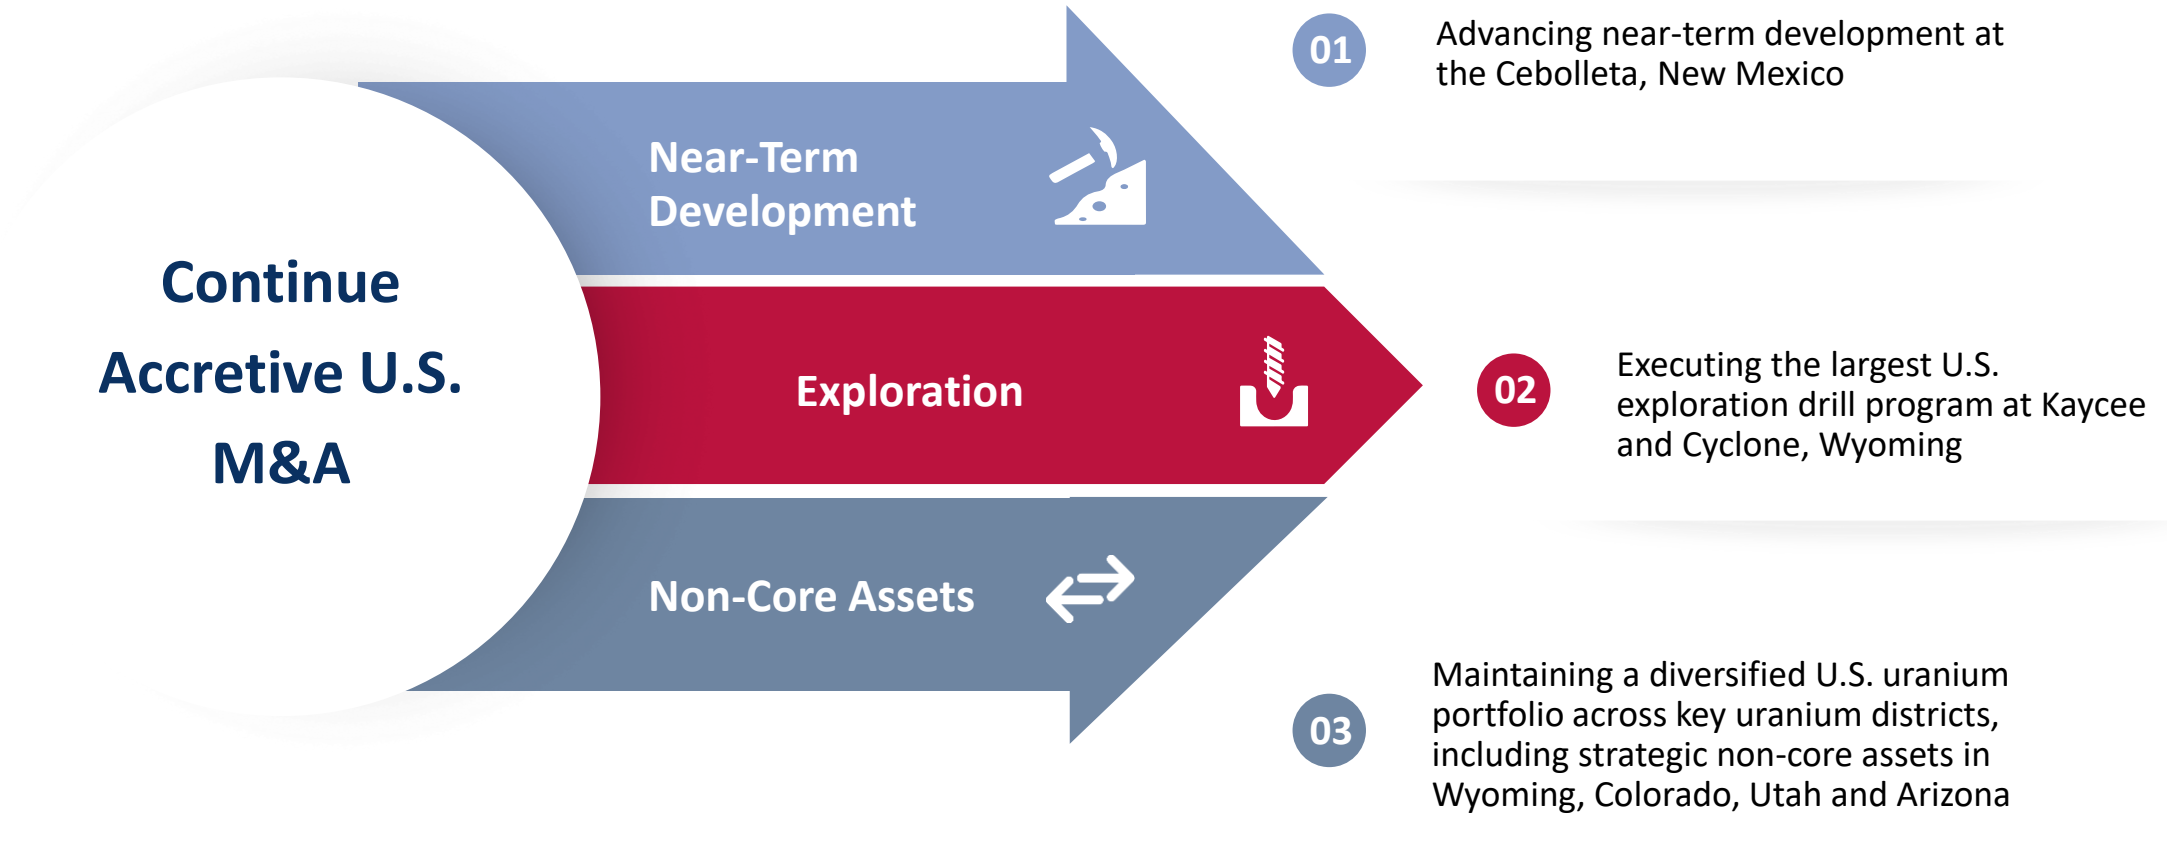 Continue
Accretive U.S.
M&A
Near-Term
Development
01
Advancing near-term development at
the Cebolleta, New Mexico
Exploration
02
Executing the largest U.S.
exploration drill program at Kaycee
and Cyclone, Wyoming
Non-Core Assets
03
Maintaining a diversified U.S. uranium
portfolio across key uranium districts,
including strategic non-core assets in
Wyoming, Colorado, Utah and Arizona